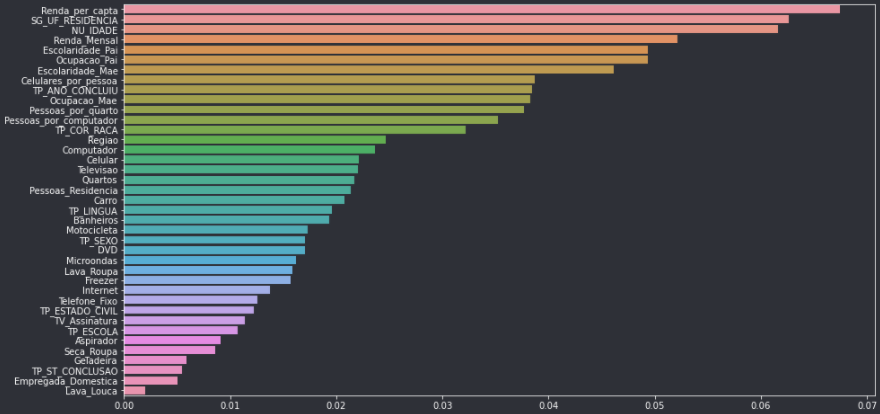 Renda_per_capta
SG_UF_RESIDENCIA
NU_IDADE
Renda_Mensal
Escolaridade_Pai
Ocupacao_Pai
Escolaridade_Mae
Celulares_por_pessoa
TP_ANO_CONCLUIU
Ocupacao_Mae
Pessoas_por_quarto
Pessoas_por_computador
TP_COR_RACA
Regiao
Computador
Celular
Televisao
Quartos
Pessoas_Residencia
Carro
TP_LINGUA
Banheiros
Motocicleta
TP_SEXO
DVD
Microondas
Lava_Roupa
Freezer
Internet
Telefone_Fixo
TP_ESTADO_CIVIL
TV_Assinatura
TP_ESCOLA
Aspirador
Seca_Roupa
Geladeira
TP_ST_CONCLUSAO
Empregada_Domestica
Lava_Louca
0.00 0.01 0.02 0.03 0.04 0.05 0.06 0.07